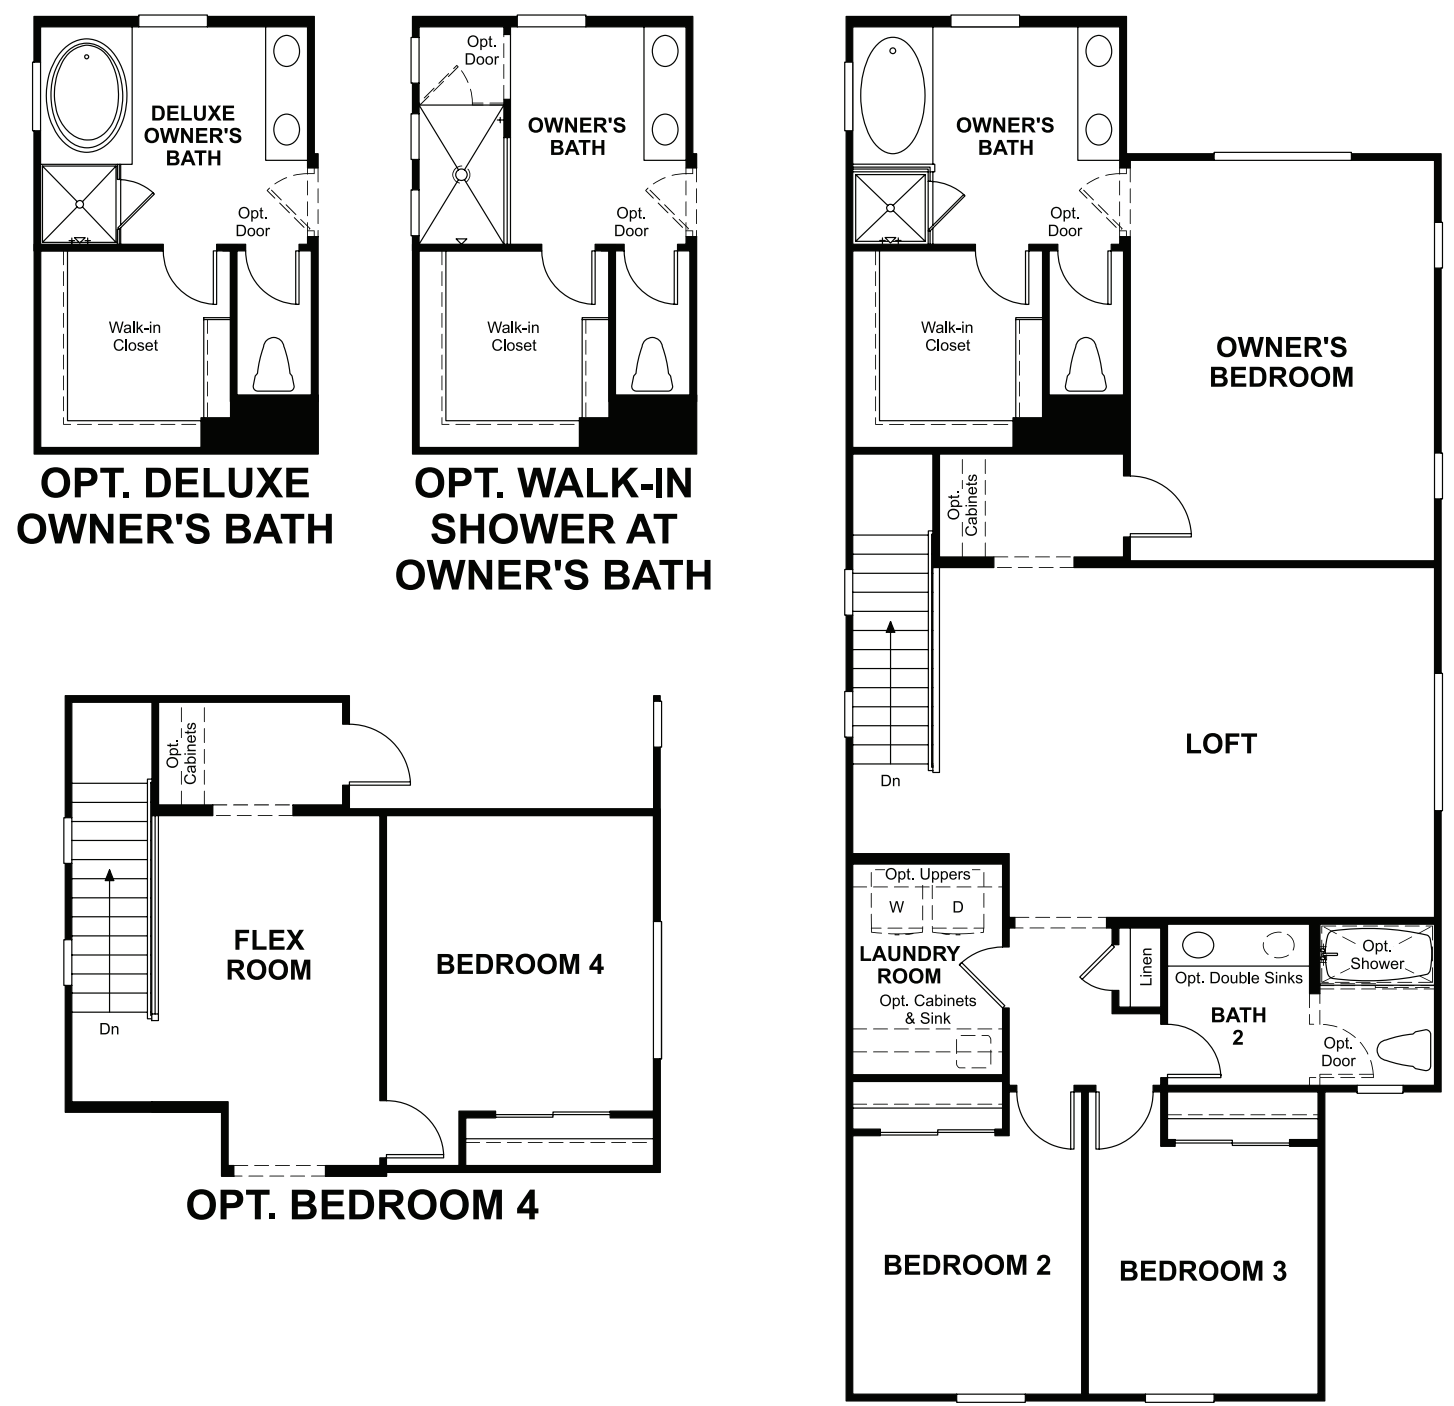 DELUXE
OWNER'S
BATH
Opt.
Door
Walk-in
Closet
OPT. DELUXE
OWNER'S BATH
Opt.
Door
OWNER'S
BATH
Opt.
Door
Walk-in
Closet
OPT. WALK-IN
SHOWER AT
OWNER'S BATH
OWNER'S
BATH
Opt.
Door
Walk-in
Closet
OWNER'S
BEDROOM
Opt.
Cabinets
LOFT
Dn
Opt. Uppers
W
D
LAUNDRY
ROOM
Opt. Cabinets
& Sink
Linen
Opt. Double Sinks
BATH
2
Opt.
Shower
Opt.
Door
BEDROOM 2
BEDROOM 3
Opt.
Cabinets
FLEX
ROOM
BEDROOM 4
Dn
OPT. BEDROOM 4